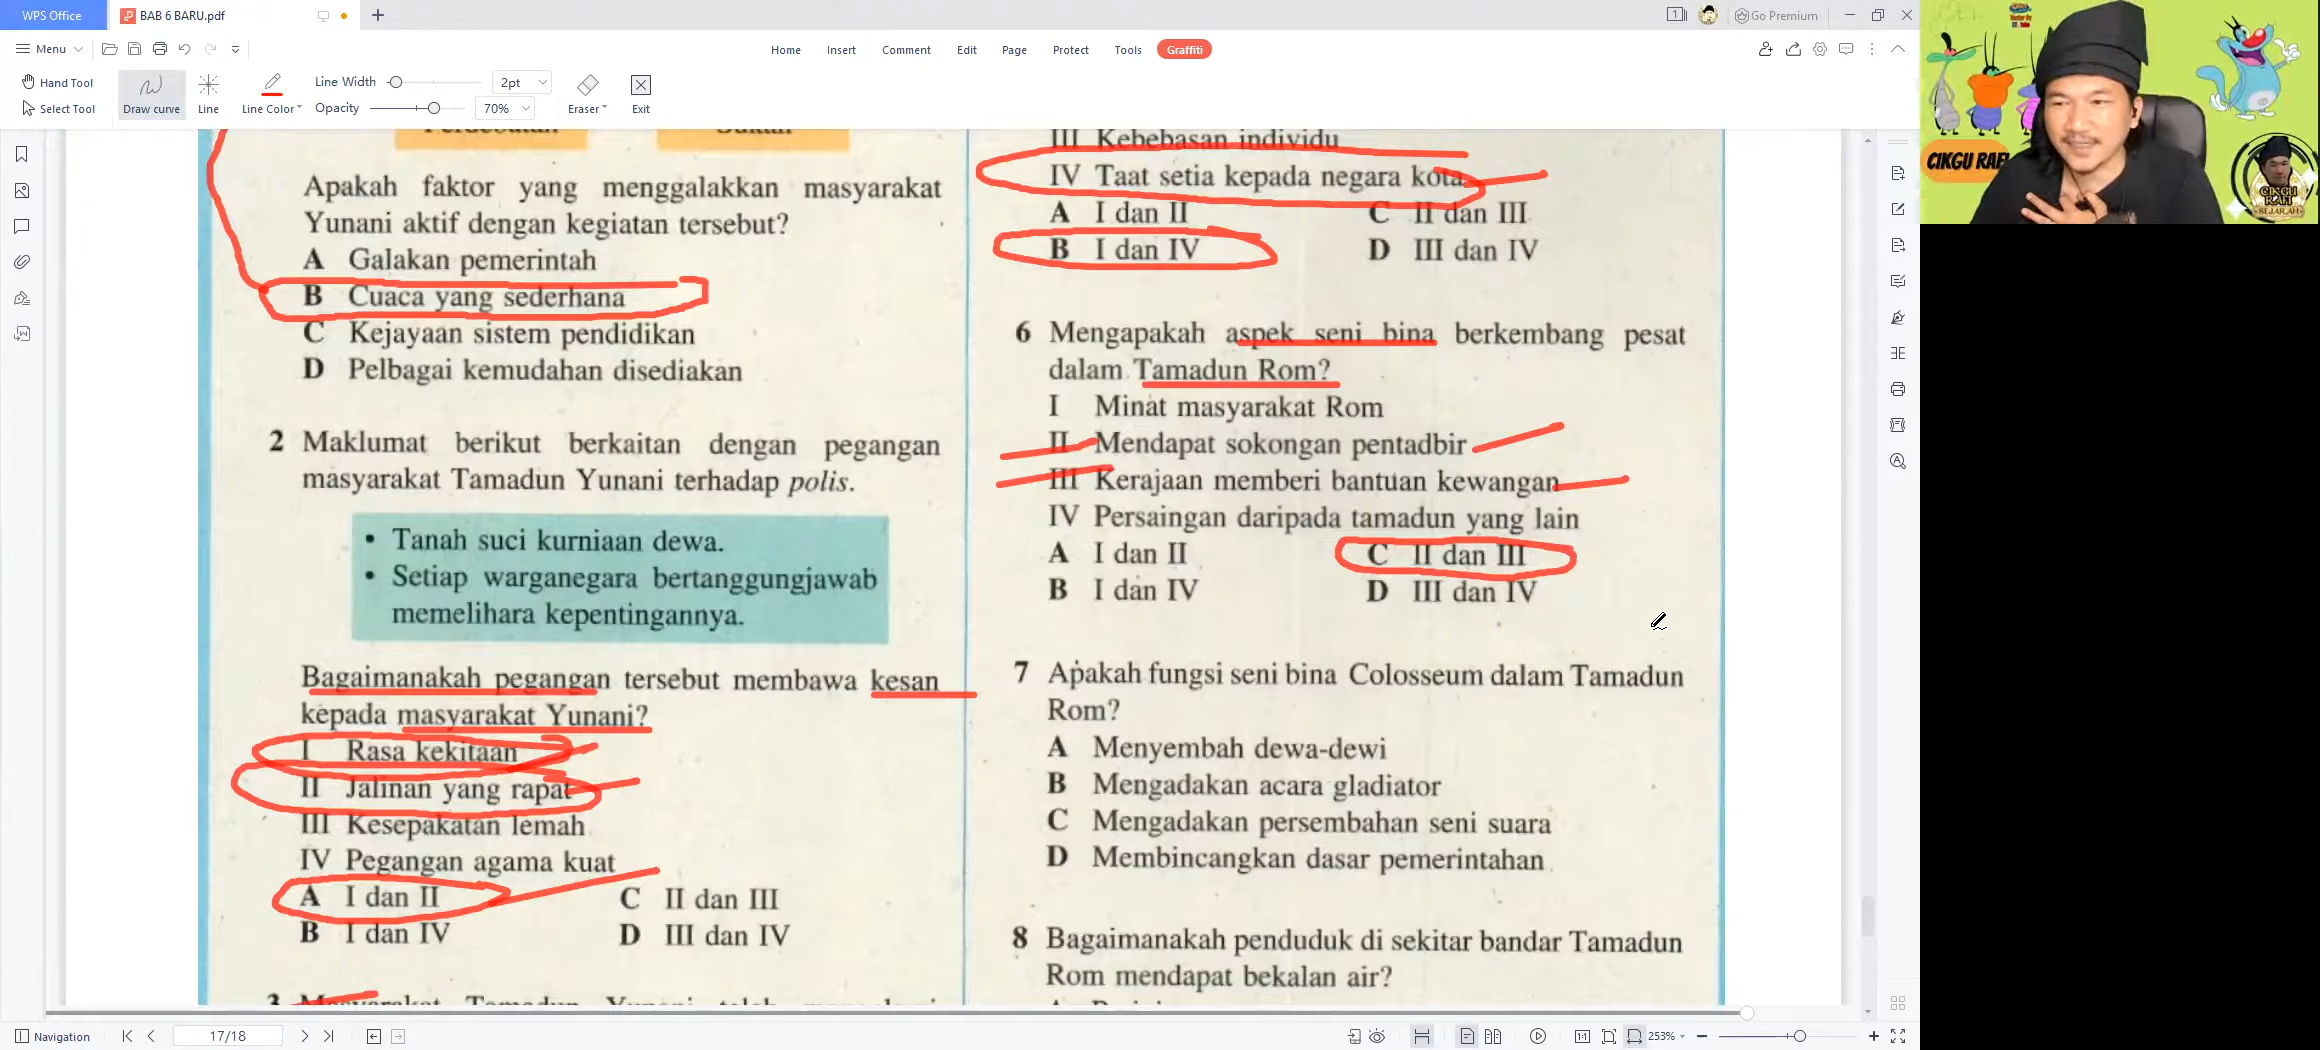 WPS Office
BAB 6 BARU.pdf
Go Premium
Menu
Home Insert Comment Edit Page Protect Tools Graffiti
Hand Tool
Select Tool
Draw curve
Line
Line Color
Line Width
2pt
Opacity
70%
Eraser
Exit
Perdebatan
Sukan
Apakah faktor yang menggalakkan masyarakat
Yunani aktif dengan kegiatan tersebut?
A Galakan pemerintah
B Cuaca yang sederhana
C Kejayaan sistem pendidikan
D Pelbagai kemudahan disediakan
2 Maklumat berikut berkaitan dengan pegangan
masyarakat Tamadun Yunani terhadap polis.
• Tanah suci kurniaan dewa.
• Setiap warganegara bertanggungjawab
memelihara kepentingannya.
Bagaimanakah pegangan tersebut membawa kesan
kepada masyarakat Yunani?
I Rasa kekitaan
II Jalinan yang rapat
III Kesepakatan lemah
IV Pegangan agama kuat
A I dan II C II dan III
B I dan IV D III dan IV
3 Masyarakat Tamadun Yunani telah
III Kebebasan individu
IV Taat setia kepada negara kota
A I dan II C II dan III
B I dan IV D III dan IV
6 Mengapakah aspek seni bina berkembang pesat
dalam Tamadun Rom?
I Minat masyarakat Rom
II Mendapat sokongan pentadbir
III Kerajaan memberi bantuan kewangan
IV Persaingan daripada tamadun yang lain
A I dan II C II dan III
B I dan IV D III dan IV
7 Apakah fungsi seni bina Colosseum dalam Tamadun
Rom?
A Menyembah dewa-dewi
B Mengadakan acara gladiator
C Mengadakan persembahan seni suara
D Membincangkan dasar pemerintahan
8 Bagaimanakah penduduk di sekitar bandar Tamadun
Rom mendapat bekalan air?
CIKGU RAFI
CIKGU
RAFI
SEJARAH
Navigation
17/18
253%